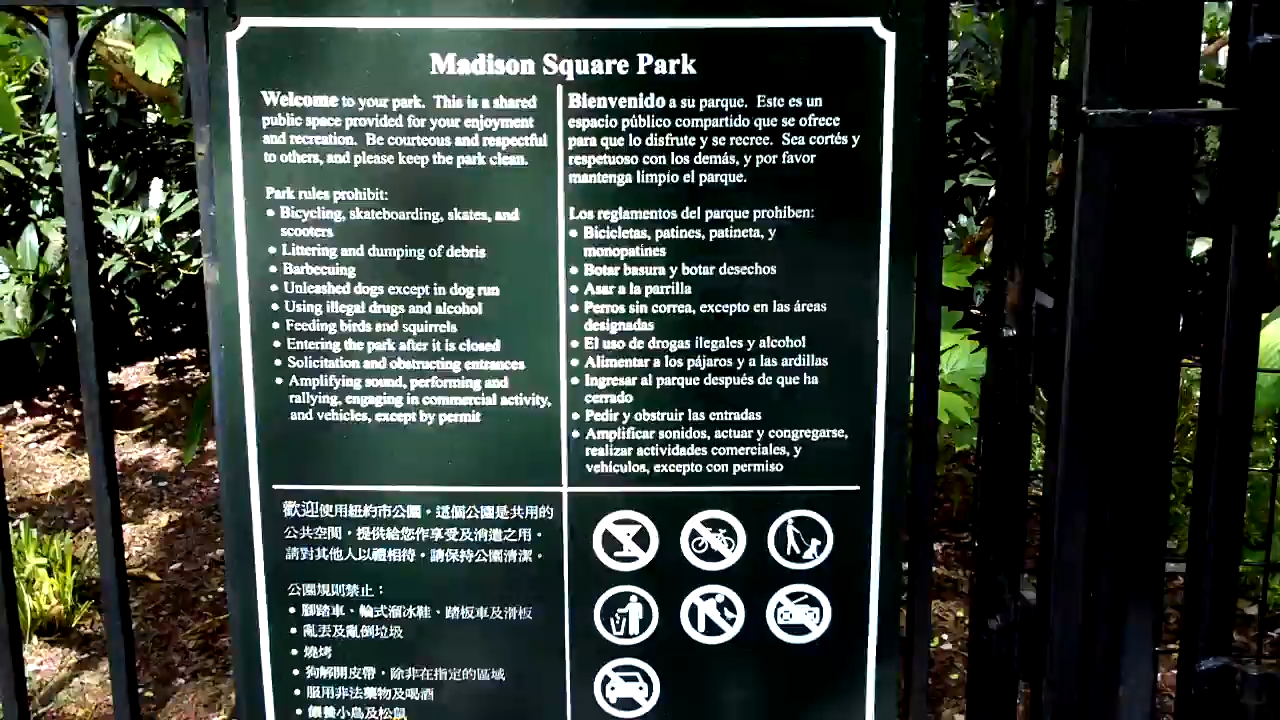 Madison Square Park
Welcome to your park. This is a shared
public space provided for your enjoyment
and recreation. Be courteous and respectful
to others, and please keep the park clean.
Park rules prohibit:
• Bicycling, skateboarding, skates, and
scooters
• Littering and dumping of debris
• Barbecuing
• Unleashed dogs except in dog run
• Using illegal drugs and alcohol
• Feeding birds and squirrels
• Entering the park after it is closed
• Solicitation and obstructing entrances
• Amplifying sound, performing and
rallying, engaging in commercial activity,
and vehicles, except by permit
Bienvenido a su parque. Este es un
espacio público compartido que se ofrece
para que lo disfrute y se recree. Sea cortés y
respetuoso con los demás, y por favor
mantenga limpio el parque.
Los reglamentos del parque prohíben:
• Bicicletas, patines, patineta, y
monopatines
• Botar basura y botar desechos
• Asar a la parrilla
• Perros sin correa, excepto en las áreas
designadas
• El uso de drogas ilegales y alcohol
• Alimentar a los pájaros y a las ardillas
• Ingresar al parque después de que ha
cerrado
• Pedir y obstruir las entradas
• Amplificar sonidos, actuar y congregarse,
realizar actividades comerciales, y
vehículos, excepto con permiso
歡迎使用紐約市公園。這個公園是共用的
公共空間，提供給您作享受及消遣之用。
請對其他人以禮相待。請保持公園清潔。
公園規則禁止：
• 腳踏車、輪式溜冰鞋、踏板車及滑板
• 亂丟及亂倒垃圾
• 燒烤
• 狗解開皮帶，除非在指定的區域
• 服用非法藥物及喝酒
• 餵養小鳥及松鼠